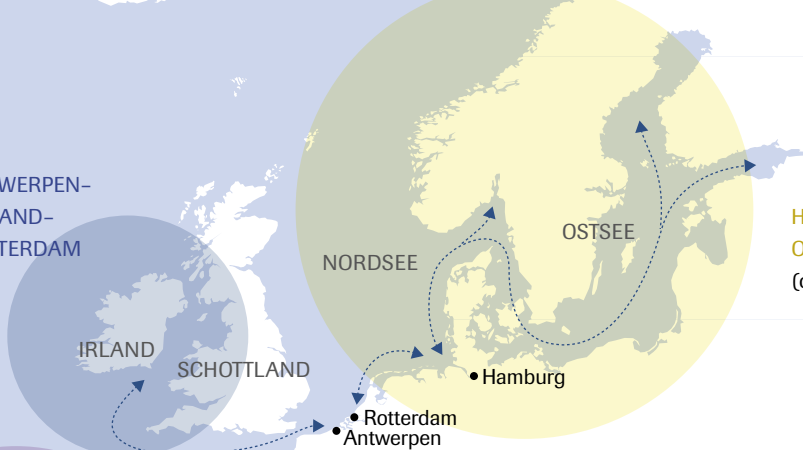 WERPEN–
AND–
TERDAM
NORDSEE
OSTSEE
H
O
(
IRLAND
SCHOTTLAND
Hamburg
Rotterdam
Antwerpen